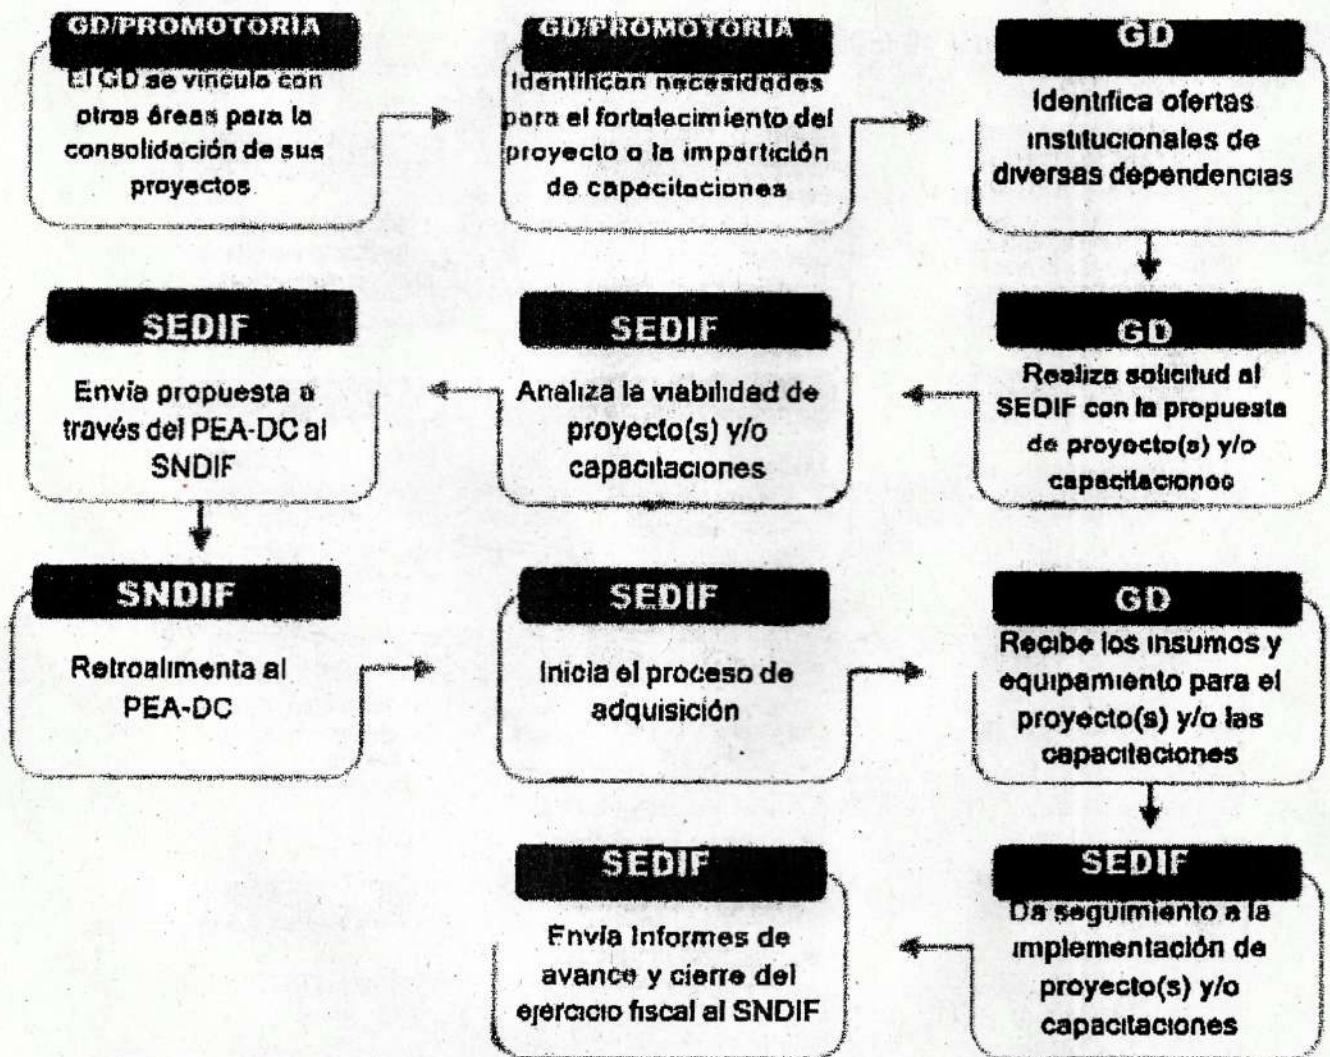 GD/PROMOTORÍA
El GD se vincula con
otras áreas para la
consolidación de sus
proyectos
GD/PROMOTORÍA
Identifican necesidades
para el fortalecimiento del
proyecto o la impartición
de capacitaciones
GD
Identifica ofertas
institucionales de
diversas dependencias
GD
Realiza solicitud al
SEDIF con la propuesta
de proyecto(s) y/o
capacitaciones
SEDIF
Analiza la viabilidad de
proyecto(s) y/o
capacitaciones
SEDIF
Envía propuesta a
través del PEA-DC al
SNDIF
SNDIF
Retroalimenta al
PEA-DC
SEDIF
Inicia el proceso de
adquisición
GD
Recibe los insumos y
equipamiento para el
proyecto(s) y/o las
capacitaciones
SEDIF
Da seguimiento a la
implementación de
proyecto(s) y/o
capacitaciones
SEDIF
Envía informes de
avance y cierre del
ejercicio fiscal al SNDIF